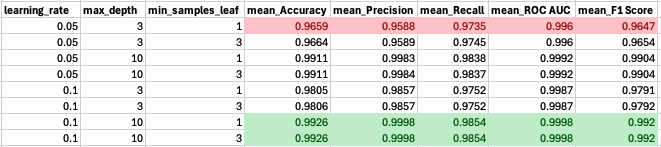 learning_rate max_depth min_samples_leaf mean_Accuracy mean_Precision mean_Recall mean_ROC AUC mean_F1 Score
0.05 3 1 0.9659 0.9588 0.9735 0.996 0.9647
0.05 3 3 0.9664 0.9589 0.9745 0.996 0.9654
0.05 10 1 0.9911 0.9983 0.9838 0.9992 0.9904
0.05 10 3 0.9911 0.9984 0.9837 0.9992 0.9904
0.1 3 1 0.9805 0.9857 0.9752 0.9987 0.9791
0.1 3 3 0.9806 0.9857 0.9752 0.9987 0.9792
0.1 10 1 0.9926 0.9998 0.9854 0.9998 0.992
0.1 10 3 0.9926 0.9998 0.9854 0.9998 0.992